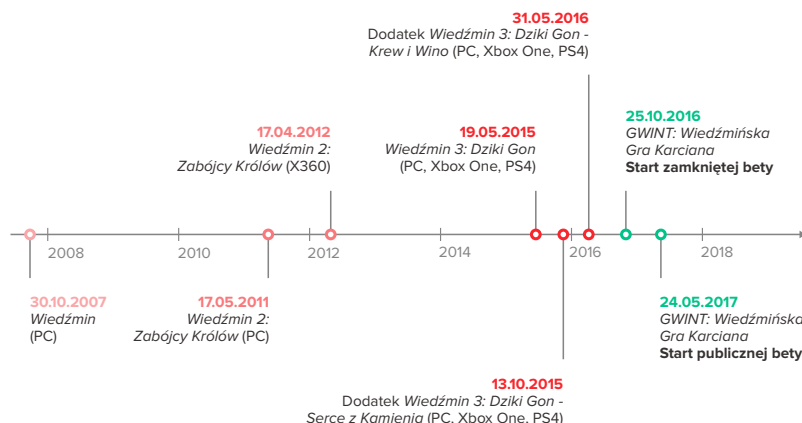 31.05.2016
Dodatek Wiedźmin 3: Dziki Gon -
Krew i Wino (PC, Xbox One, PS4)
17.04.2012
Wiedźmin 2:
Zabójcy Królów (X360)
19.05.2015
Wiedźmin 3: Dziki Gon
(PC, Xbox One, PS4)
25.10.2016
GWINT: Wiedźmińska
Gra Karciana
Start zamkniętej bety
2008
2010
2012
2014
2016
2018
30.10.2007
Wiedźmin
(PC)
17.05.2011
Wiedźmin 2:
Zabójcy Królów (PC)
24.05.2017
GWINT: Wiedźmińska
Gra Karciana
Start publicznej bety
13.10.2015
Dodatek Wiedźmin 3: Dziki Gon -
Serce z Kamienia (PC, Xbox One, PS4)